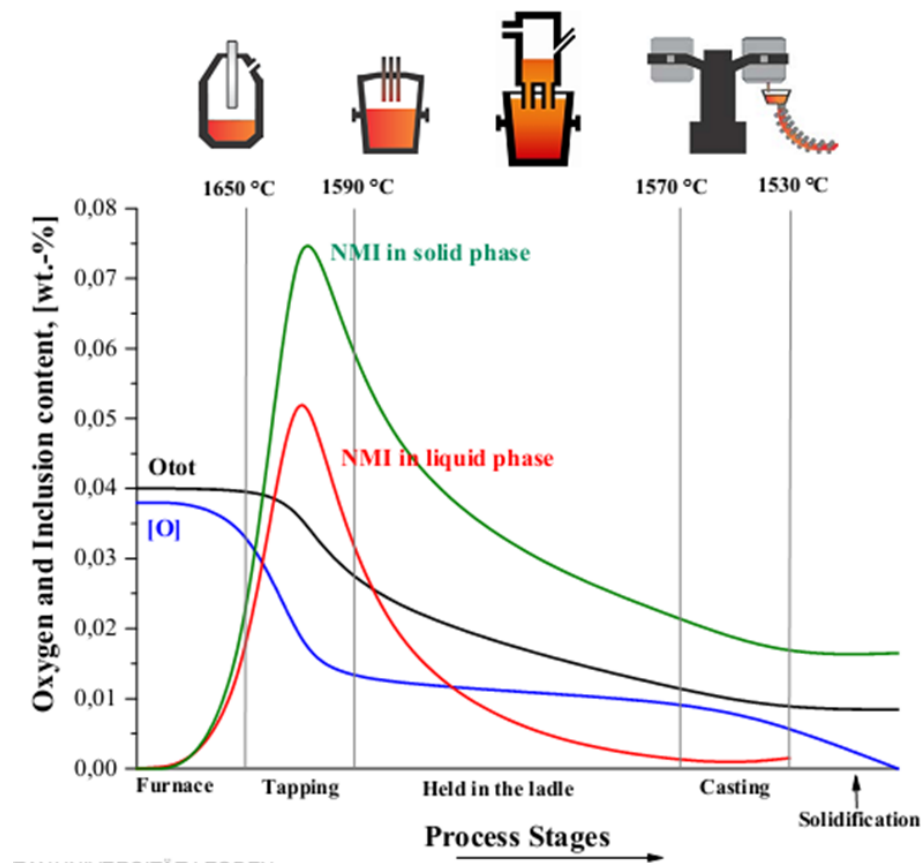 1650 °C
1590 °C
1570 °C
1530 °C
0,08
0,07
0,06
0,05
0,04
0,03
0,02
0,01
0,00
Oxygen and Inclusion content, [wt.-%]
NMI in solid phase
NMI in liquid phase
Otot
[O]
Furnace
Tapping
Held in the ladle
Casting
Solidification
Process Stages